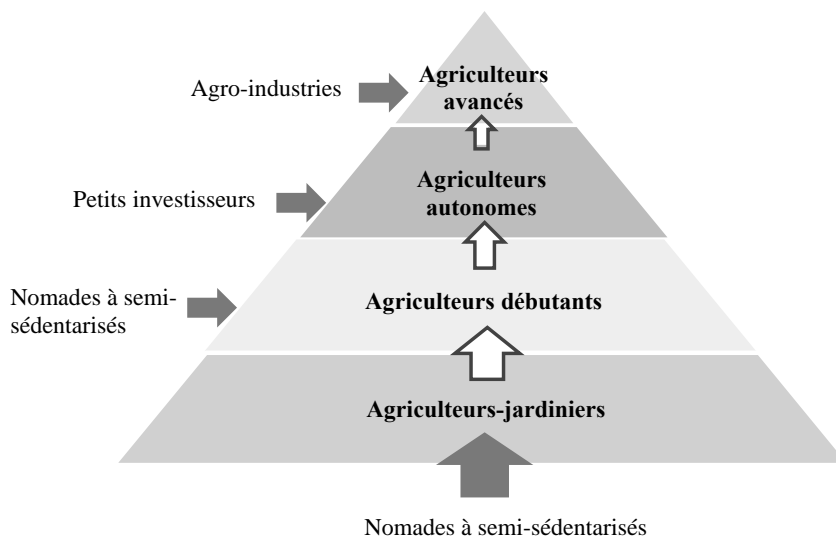 Agro-industries
Agriculteurs
avancés
Petits investisseurs
Agriculteurs
autonomes
Nomades à semi-
sédentarisés
Agriculteurs débutants
Agriculteurs-jardiniers
Nomades à semi-sédentarisés